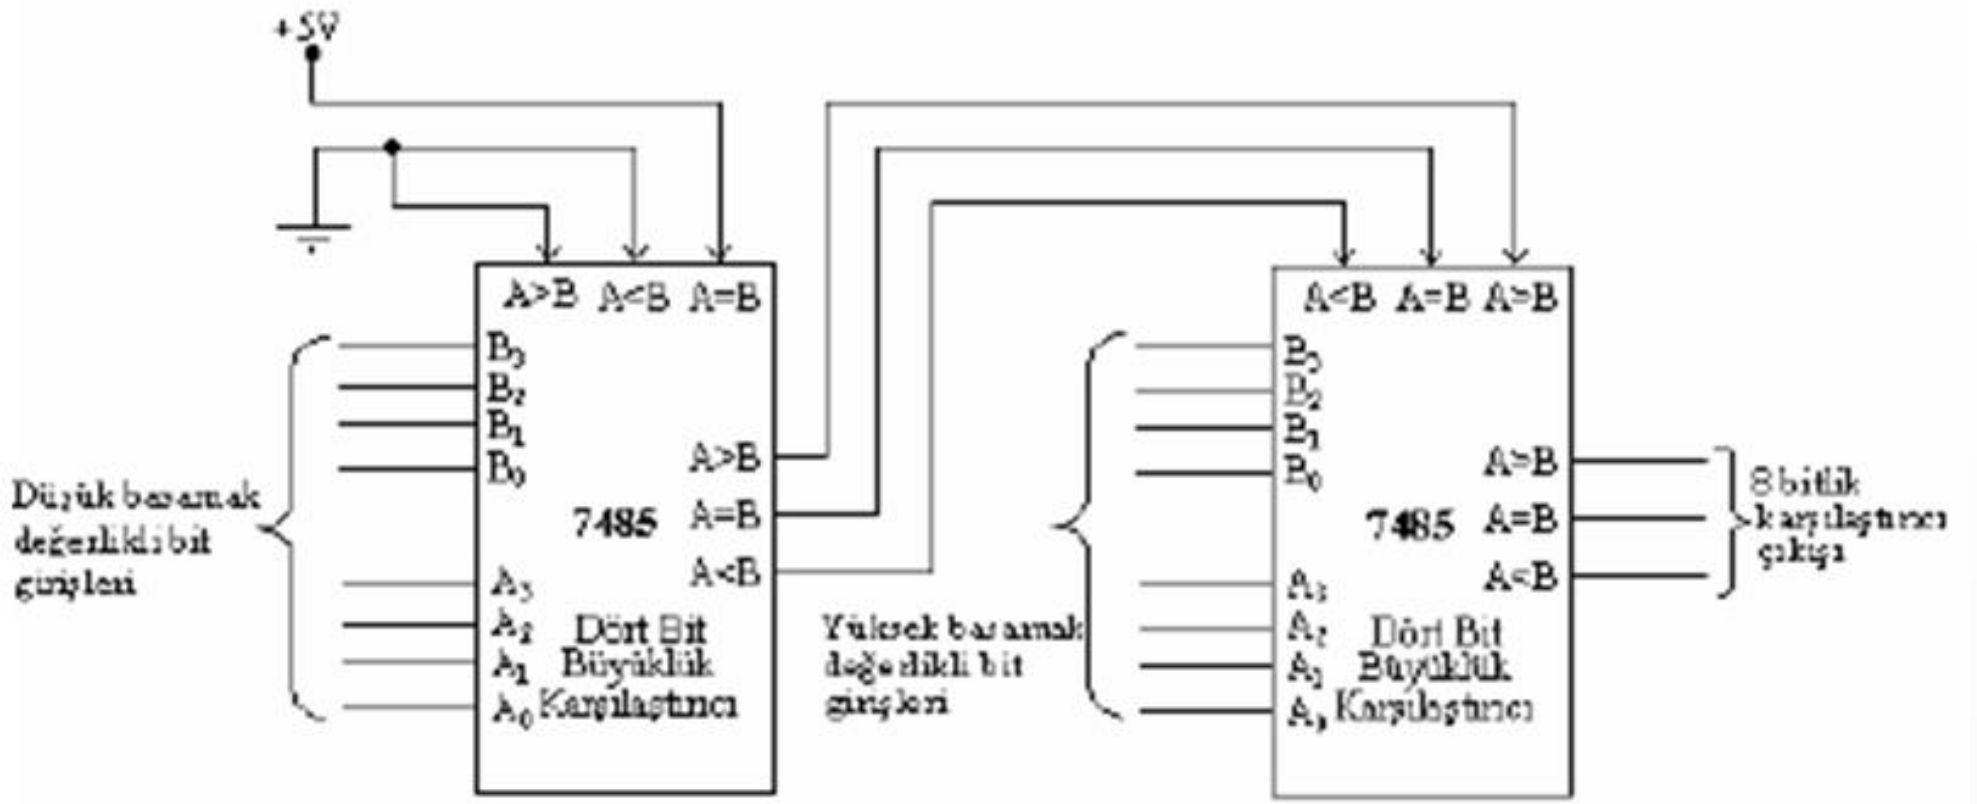 +5V
A>B A<B A=B
B3
B2
B1
B0
A>B
7485
A=B
A<B
A3
A2
A1
A0
Dört Bit
Büyüklük
Karşılaştırıcı
Düşük basamak
değerlikli bit
girişleri
A<B A=B A>B
B3
B2
B1
B0
A>B
7485
A=B
A<B
A3
A2
A1
A0
Dört Bit
Büyüklük
Karşılaştırıcı
Yüksek basamak
değerlikli bit
girişleri
8 bitlik
karşılaştırıcı
çıkışı